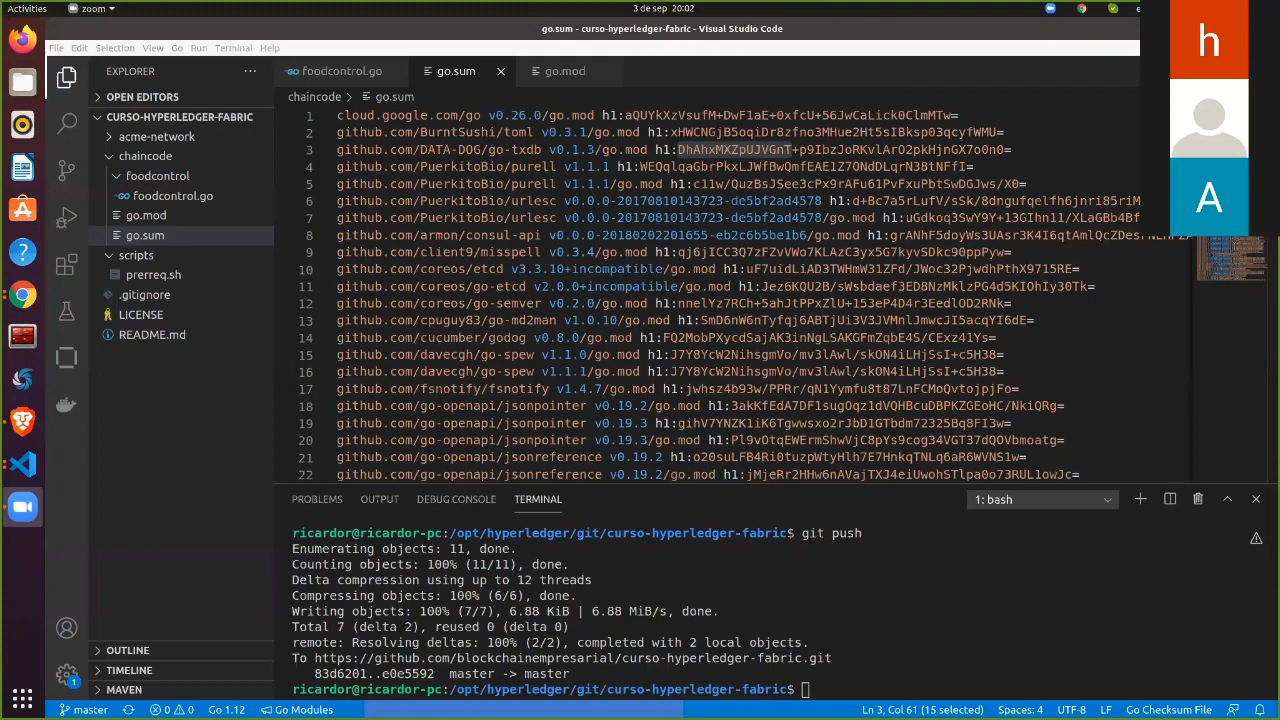 Activities
zoom
3 de sep 20:02
go.sum - curso-hyperledger-fabric - Visual Studio Code
File Edit Selection View Go Run Terminal Help
EXPLORER
OPEN EDITORS
CURSO-HYPERLEDGER-FABRIC
acme-network
chaincode
foodcontrol
foodcontrol.go
go.mod
go.sum
scripts
prereq.sh
.gitignore
LICENSE
README.md
OUTLINE
TIMELINE
MAVEN
foodcontrol.go
go.sum
go.mod
chaincode > go.sum
1 cloud.google.com/go v0.26.0/go.mod h1:aQUYkXzVsufM+DwF1aE+0xfcU+56JwCaLick0ClmMTw=
2 github.com/BurntSushi/toml v0.3.1/go.mod h1:xHWCNGjB5oqiDr8zfno3MHue2Ht5sIBksp03qcyfWMU=
3 github.com/DATA-DOG/go-txdb v0.1.3/go.mod h1:DhAhxMXZpUJVGnT+p9IbzJoRKvlArO2pkHjnGX7o0n0=
4 github.com/PuerkitoBio/purell v1.1.1 h1:WEQqlqaGbrPkxLJWfBwQmfEAE1Z7ONdDLqrN38tNFfI=
5 github.com/PuerkitoBio/purell v1.1.1/go.mod h1:c11w/QuzBsJSee3cPx9rAFu61PvFxuPbtSwDGJws/X0=
6 github.com/PuerkitoBio/urlesc v0.0.0-20170810143723-de5bf2ad4578 h1:d+Bc7a5rLufV/sSk/8dngufqelfh6jnri85riM
7 github.com/PuerkitoBio/urlesc v0.0.0-20170810143723-de5bf2ad4578/go.mod h1:uGdkoq3SwY9Y+13GIhn11/XLaGBb4Bf
8 github.com/armon/consul-api v0.0.0-20180202201655-eb2c6b5be1b6/go.mod
9 github.com/client9/misspell v0.3.4/go.mod h1:qj6jICC3Q7zFZvVWo7KLAzC3yx5G7kyvSDkc90ppPyw=
10 github.com/coreos/etcd v3.3.10+incompatible/go.mod h1:uF7uidLiAD3TWHmW31ZFd/JWoc32PjwdhPthX9715RE=
11 github.com/coreos/go-etcd v2.0.0+incompatible/go.mod h1:Jez6KQU2B/sWsbdaef3ED8NzMklzPG4d5KIOhIy30Tk=
12 github.com/coreos/go-semver v0.2.0/go.mod h1:nnelYz7RCh+5ahJtPPxZlU+153eP4D4r3EedlOD2RNk=
13 github.com/cpuguy83/go-md2man v1.0.10/go.mod h1:SmD6nW6nTyfqj6ABTjUi3V3JVMnlJmwcJI5acqYI6dE=
14 github.com/cucumber/godog v0.8.0/go.mod h1:FQ2MobPXycdSajAK3inNgLSAKGFmZqbE4S/CExz41Ys=
15 github.com/davecgh/go-spew v1.1.0/go.mod h1:J7Y8YcW2NihsgmVo/mv3lAwl/skON4iLHjSsI+c5H38=
16 github.com/davecgh/go-spew v1.1.1/go.mod h1:J7Y8YcW2NihsgmVo/mv3lAwl/skON4iLHjSsI+c5H38=
17 github.com/fsnotify/fsnotify v1.4.7/go.mod h1:jwhsz4b93w/PPRr/qN1Yymfu8t87LnFCMoQvtojpjFo=
18 github.com/go-openapi/jsonpointer v0.19.2/go.mod h1:3akKfEdA7DF1sugOqz1dVQHBcuDBPKZGEoHC/NkiQRg=
19 github.com/go-openapi/jsonpointer v0.19.3 h1:gihV7YNZK1iK6Tgwwsxo2rJbD1GTbdm72325Bq8FI3w=
20 github.com/go-openapi/jsonpointer v0.19.3/go.mod h1:Pl9vOtqEWErmShwVjC8pYs9cog34VGT37dQOVbmoatg=
21 github.com/go-openapi/jsonreference v0.19.2 h1:o20suLFB4Ri0tuzpWtyHlh7E7HnkqTNLq6aR6WVNS1w=
22 github.com/go-openapi/jsonreference v0.19.2/go.mod h1:jMjeRr2HHw6nAVajTXJ4eiUwohSTlpa0o73RUL1owJc=
h
A
PROBLEMS OUTPUT DEBUG CONSOLE TERMINAL
1: bash
ricardor@ricardor-pc:/opt/hyperledger/git/curso-hyperledger-fabric$ git push
Enumerating objects: 11, done.
Counting objects: 100% (11/11), done.
Delta compression using up to 12 threads
Compressing objects: 100% (6/6), done.
Writing objects: 100% (7/7), 6.88 KiB | 6.88 MiB/s, done.
Total 7 (delta 2), reused 0 (delta 0)
remote: Resolving deltas: 100% (2/2), completed with 2 local objects.
To https://github.com/blockchainempresarial/curso-hyperledger-fabric.git
83d6201..e0e5592 master -> master
ricardor@ricardor-pc:/opt/hyperledger/git/curso-hyperledger-fabric$
1
master 0 0 Go 1.12 Go Modules Ln 3, Col 61 (15 selected) Spaces: 4 UTF-8 LF Go Checksum File